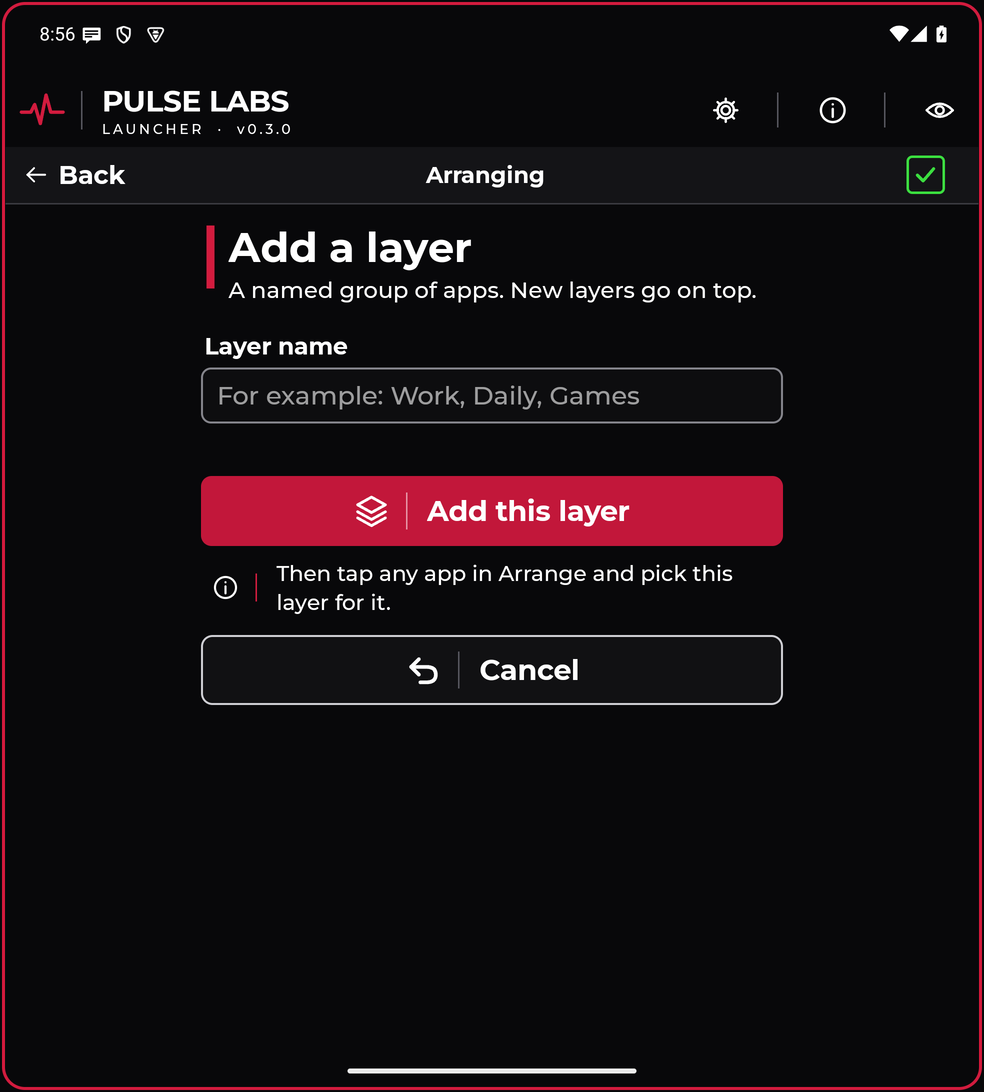 8:56
PULSE LABS
LAUNCHER · v0.3.0
Back
Arranging
Add a layer
A named group of apps. New layers go on top.
Layer name
For example: Work, Daily, Games
Add this layer
Then tap any app in Arrange and pick this
layer for it.
Cancel